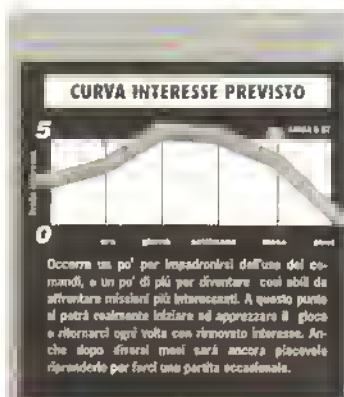 CURVA INTERESSE PREVISTO
5
AMIGA & ST
0
ora giorno settimana mese anni
Occorre un po' per impadronirsi dell'uso dei co-
mandi, e un po' di più per diventare così abili da
affrontare missioni più interessanti. A questo punto
si potrà realmente iniziare ad apprezzare il gioco
e ritornarci ogni volta con rinnovato interesse. An-
che dopo diversi mesi sarà ancora piacevole
riprenderlo per farci una partita occasionale.